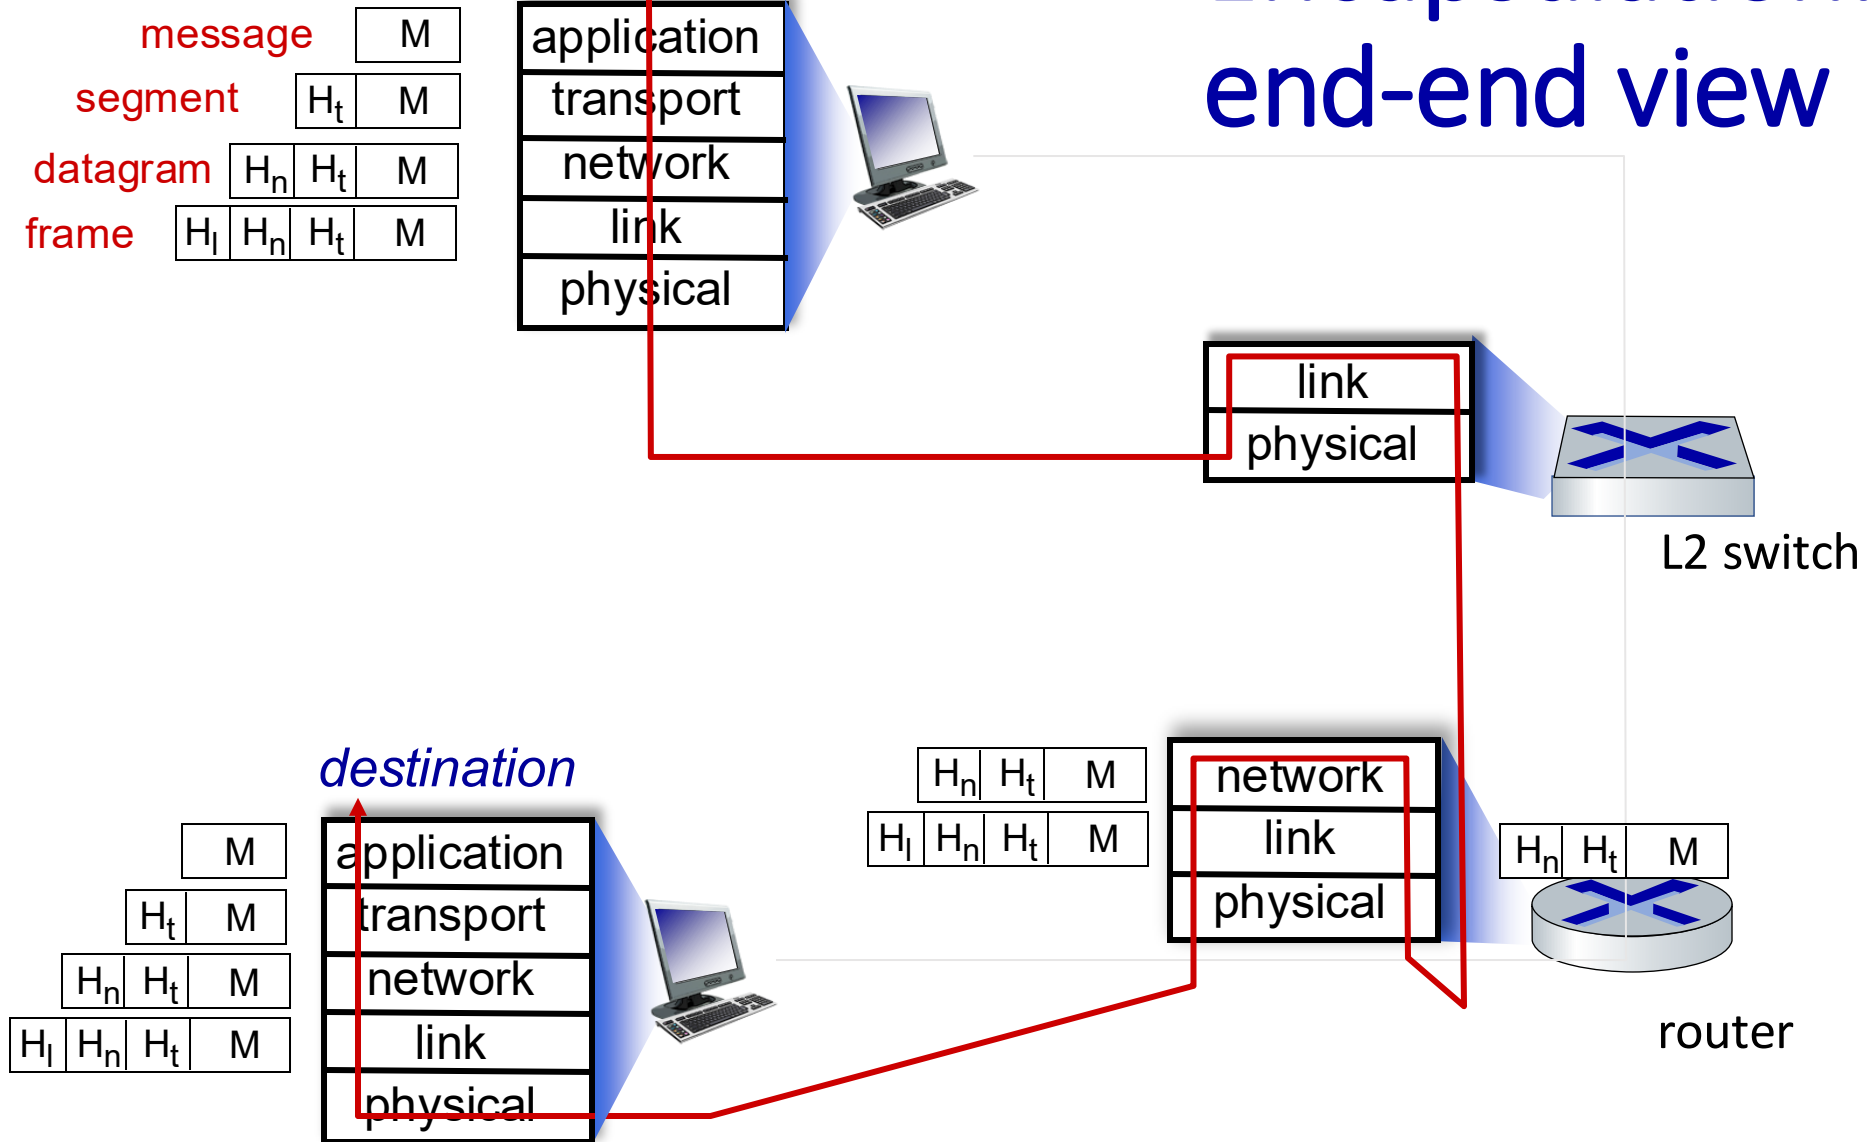 end-end view
message M
segment Ht M
datagram Hn Ht M
frame Hl Hn Ht M
application
transport
network
link
physical
link
physical
L2 switch
Hn Ht M
Hl Hn Ht M
network
link
physical
Hn Ht M
router
destination
M
Ht M
Hn Ht M
Hl Hn Ht M
application
transport
network
link
physical